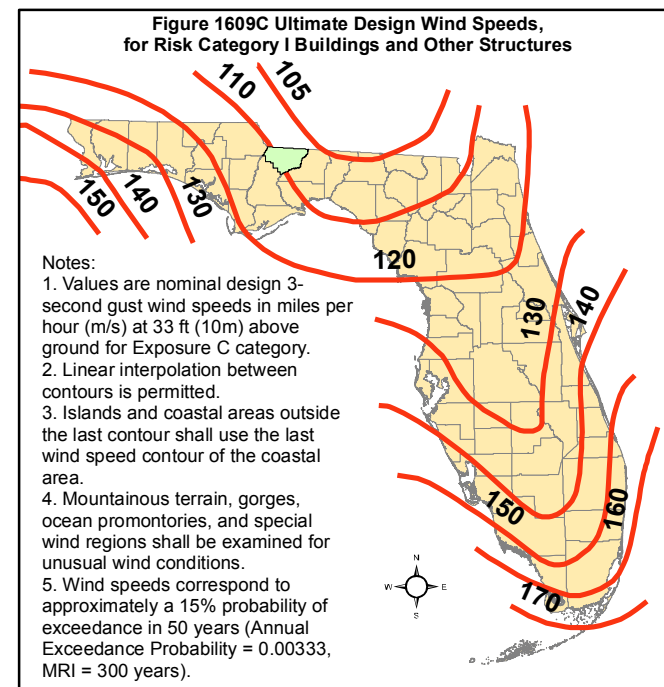 Figure 1609C Ultimate Design Wind Speeds,
for Risk Category I Buildings and Other Structures
110
105
150
140
130
120
130
140
150
160
170
Notes:
1. Values are nominal design 3-
second gust wind speeds in miles per
hour (m/s) at 33 ft (10m) above
ground for Exposure C category.
2. Linear interpolation between
contours is permitted.
3. Islands and coastal areas outside
the last contour shall use the last
wind speed contour of the coastal
area.
4. Mountainous terrain, gorges,
ocean promontories, and special
wind regions shall be examined for
unusual wind conditions.
5. Wind speeds correspond to
approximately a 15% probability of
exceedance in 50 years (Annual
Exceedance Probability = 0.00333,
MRI = 300 years).
N
W E
S